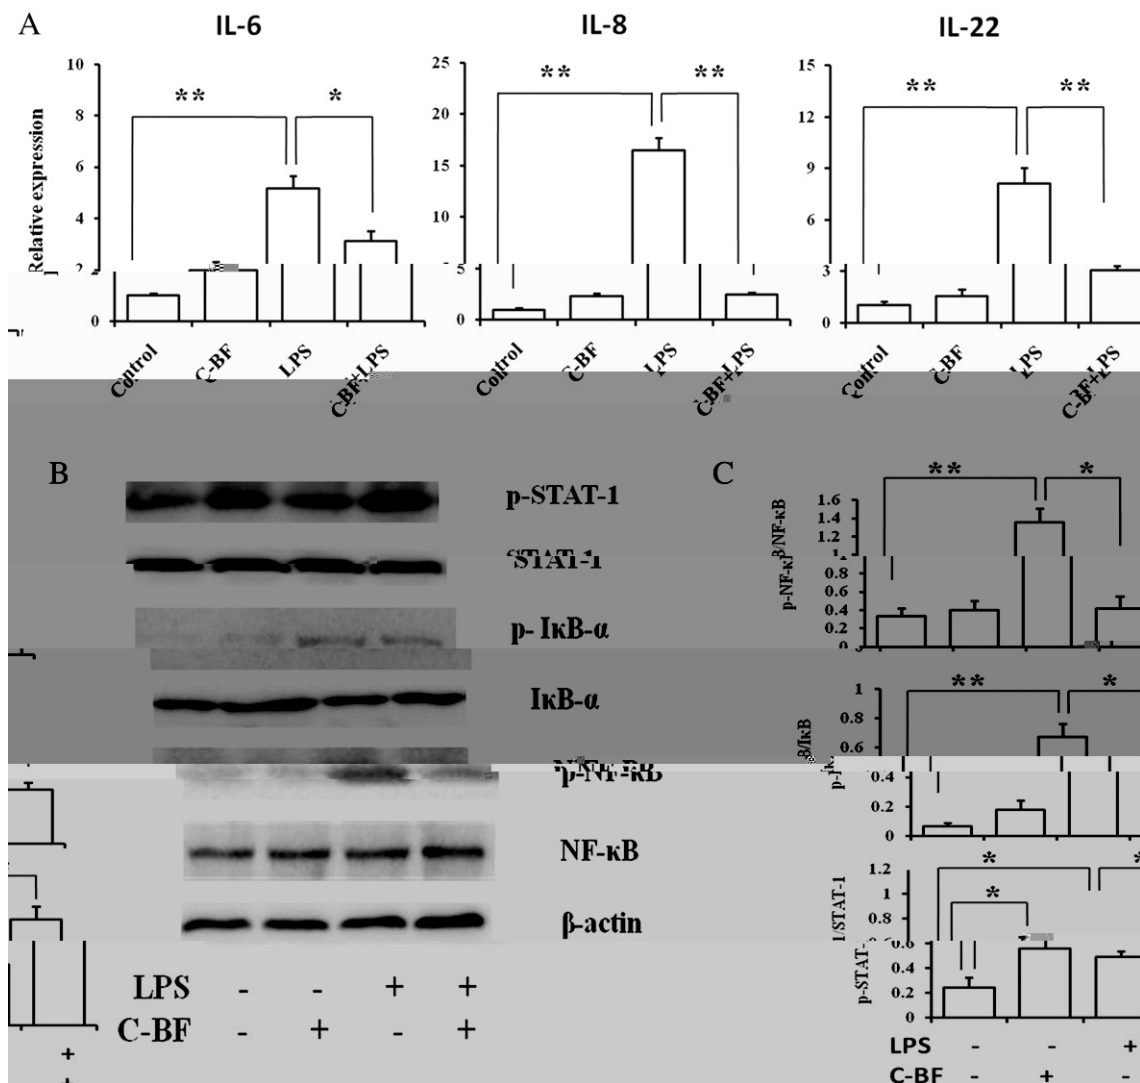 A
IL-6
IL-8
IL-22
Relative expression
10
8
6
4
2
0
** *
25
20
15
10
5
0
** **
15
12
9
6
3
0
** **
Control
C-BF
LPS
C-BF+LPS
Control
C-BF
LPS
C-BF+LPS
Control
C-BF
LPS
C-BF+LPS
B
p-STAT-1
STAT-1
p- IκB-α
IκB-α
p-NF-κB
NF-κB
β-actin
LPS - - + +
C-BF - + - +
C
** *
1.6
1.4
1.2
1
0.8
0.6
0.4
0.2
** *
1
0.8
0.6
0.4
0.2
0
* *
*
1.2
1
0.8
0.6
0.4
0.2
0
LPS - - +
C-BF - + -
+
+